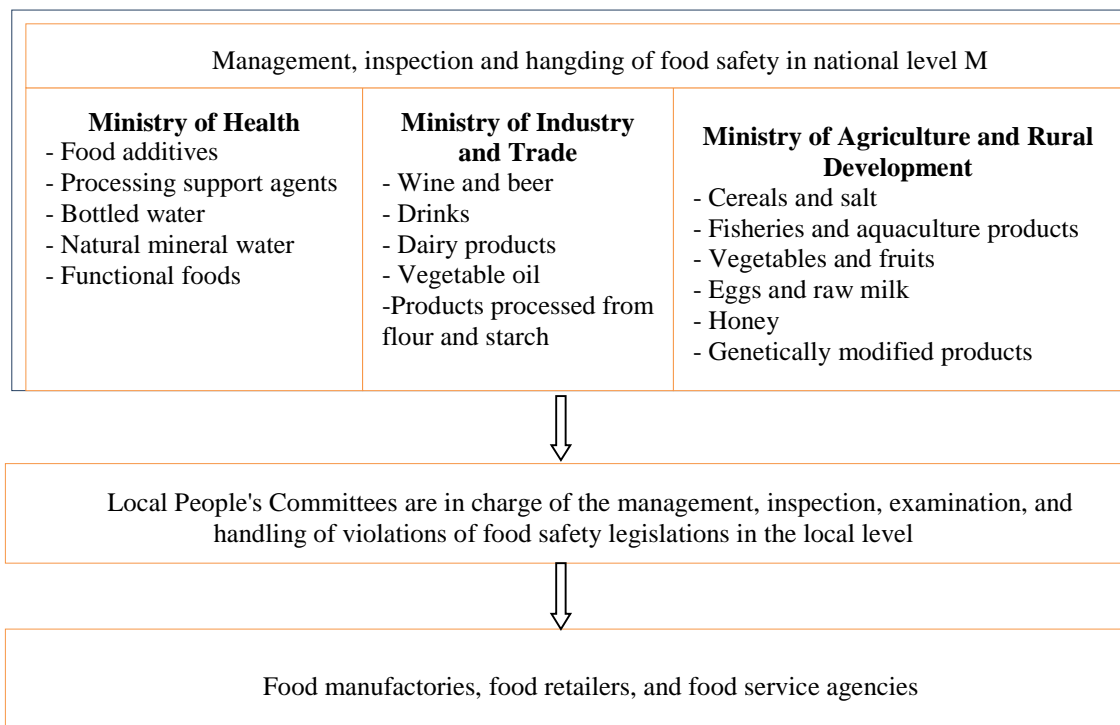 Management, inspection and hangding of food safety in national level M
Ministry of Health
- Food additives
- Processing support agents
- Bottled water
- Natural mineral water
- Functional foods
Ministry of Industry
and Trade
- Wine and beer
- Drinks
- Dairy products
- Vegetable oil
-Products processed from
flour and starch
Ministry of Agriculture and Rural
Development
- Cereals and salt
- Fisheries and aquaculture products
- Vegetables and fruits
- Eggs and raw milk
- Honey
- Genetically modified products
Local People's Committees are in charge of the management, inspection, examination, and
handling of violations of food safety legislations in the local level
Food manufactories, food retailers, and food service agencies